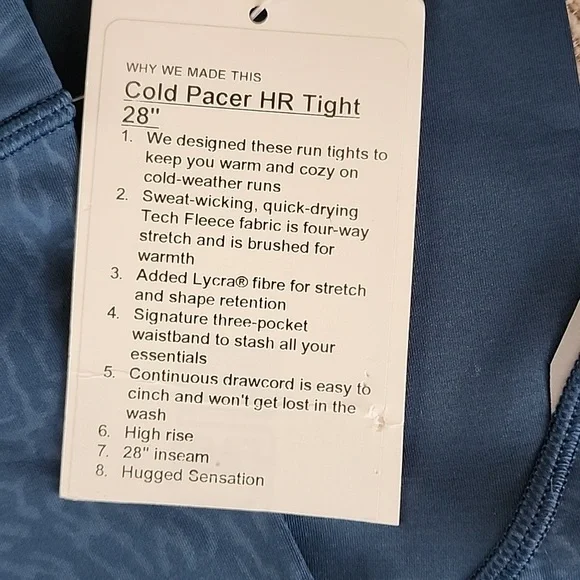 WHY WE MADE THIS
Cold Pacer HR Tight
28"
1. We designed these run tights to
keep you warm and cozy on
cold-weather runs
2. Sweat-wicking, quick-drying
Tech Fleece fabric is four-way
stretch and is brushed for
warmth
3. Added Lycra® fibre for stretch
and shape retention
4. Signature three-pocket
waistband to stash all your
essentials
5. Continuous drawcord is easy to
cinch and won't get lost in the
wash
6. High rise
7. 28" inseam
8. Hugged Sensation